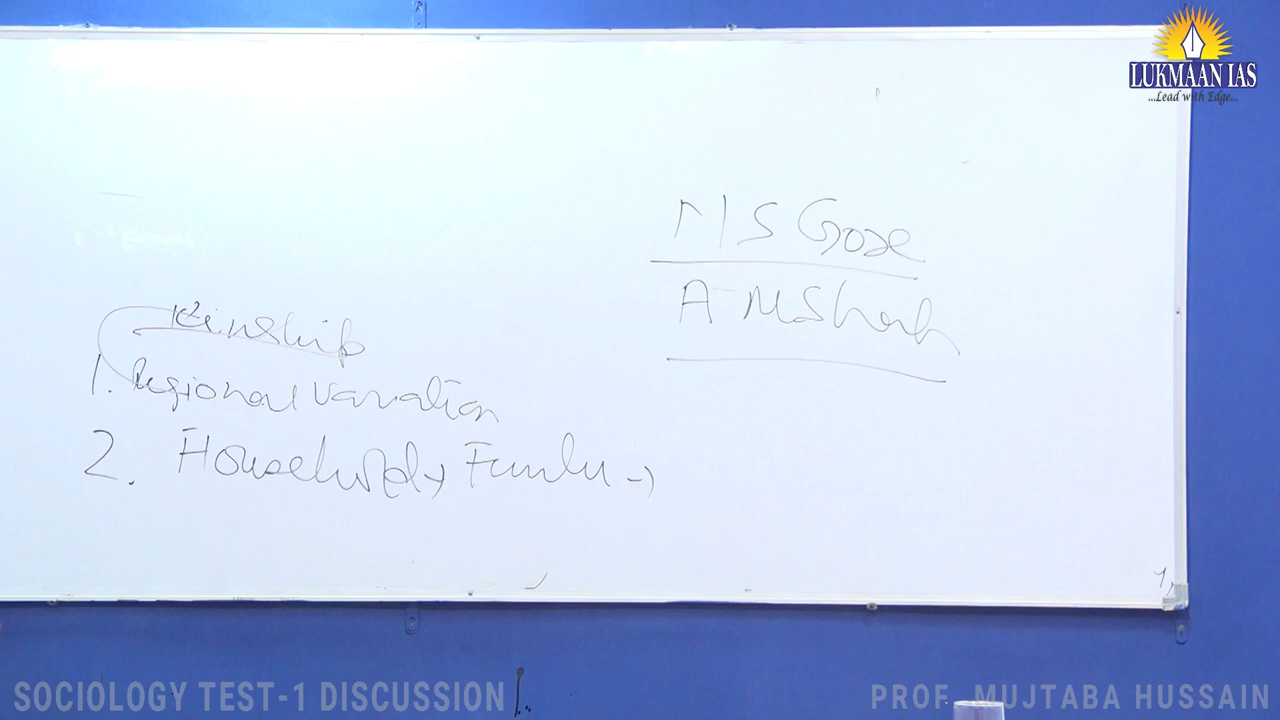 LUKMAAN IAS
...Lead with Edge...
MS Gore
A M Shah
Kinship
1. Regional Variation
2. Household, Family
SOCIOLOGY TEST-1 DISCUSSION
PROF. MUJTABA HUSSAIN